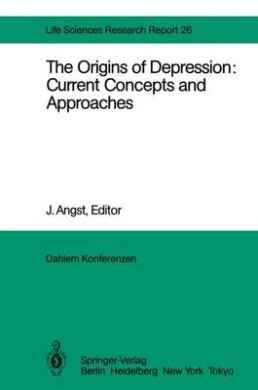 Life Sciences Research Report 26
The Origins of Depression:
Current Concepts and
Approaches
J. Angst, Editor
Dahlem Konferenzen
Springer-Verlag
Berlin Heidelberg New York Tokyo